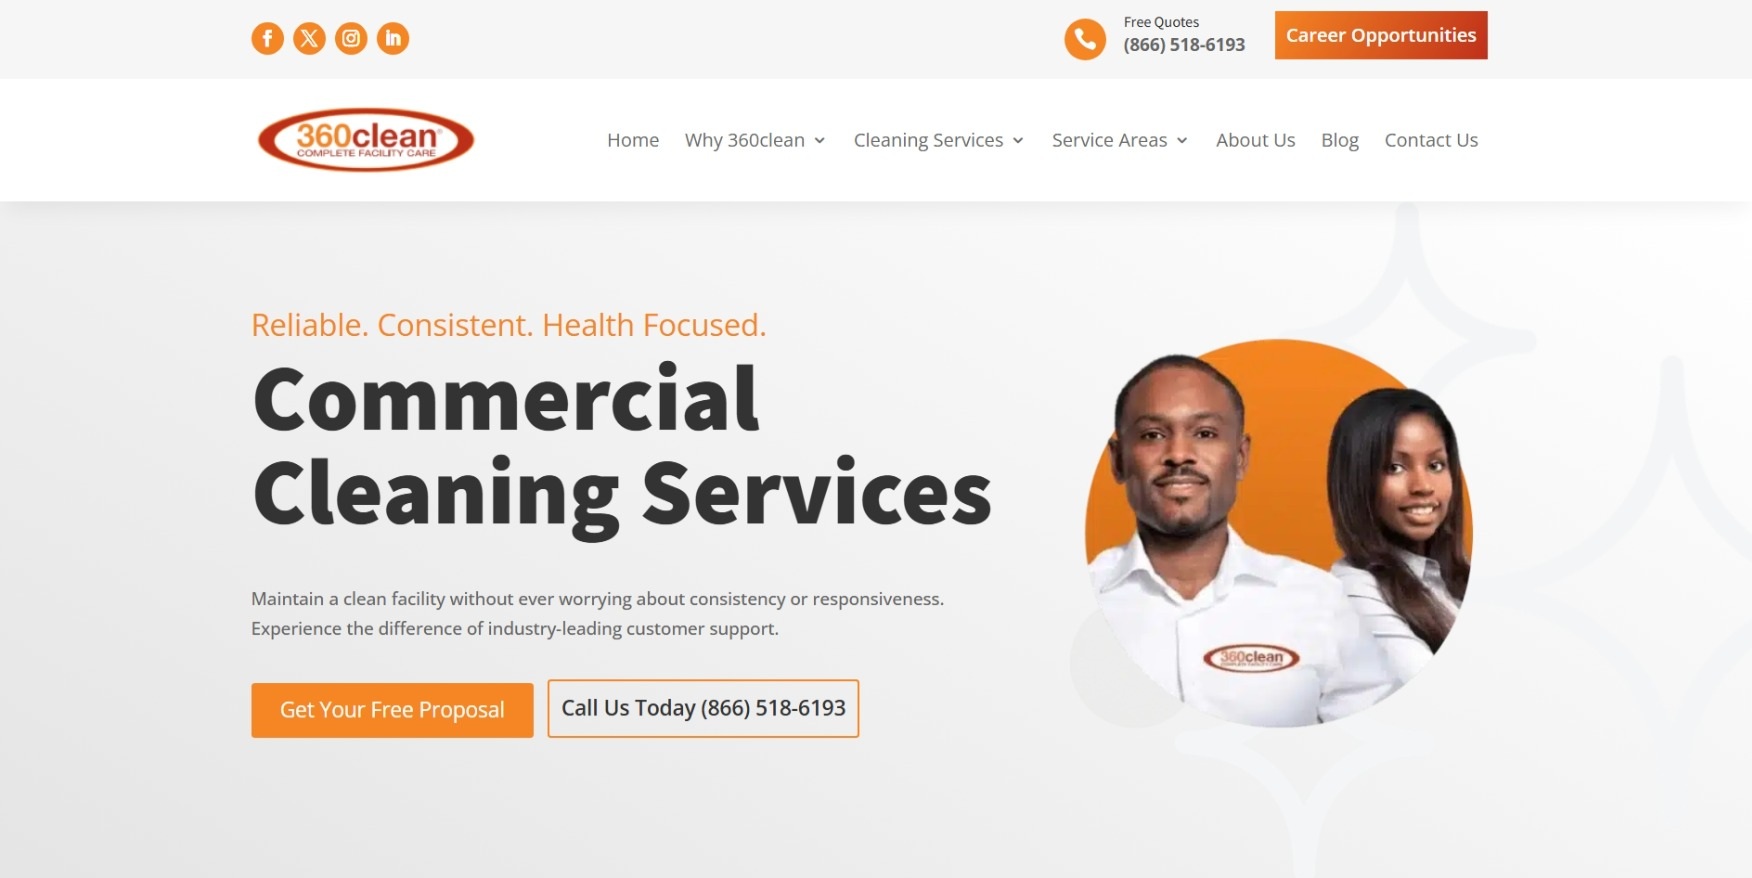 Free Quotes
(866) 518-6193
Career Opportunities
360clean®
COMPLETE FACILITY CARE
Home Why 360clean Cleaning Services Service Areas About Us Blog Contact Us
Reliable. Consistent. Health Focused.
Commercial
Cleaning Services
Maintain a clean facility without ever worrying about consistency or responsiveness.
Experience the difference of industry-leading customer support.
Get Your Free Proposal
Call Us Today (866) 518-6193
360clean
COMPLETE FACILITY CARE